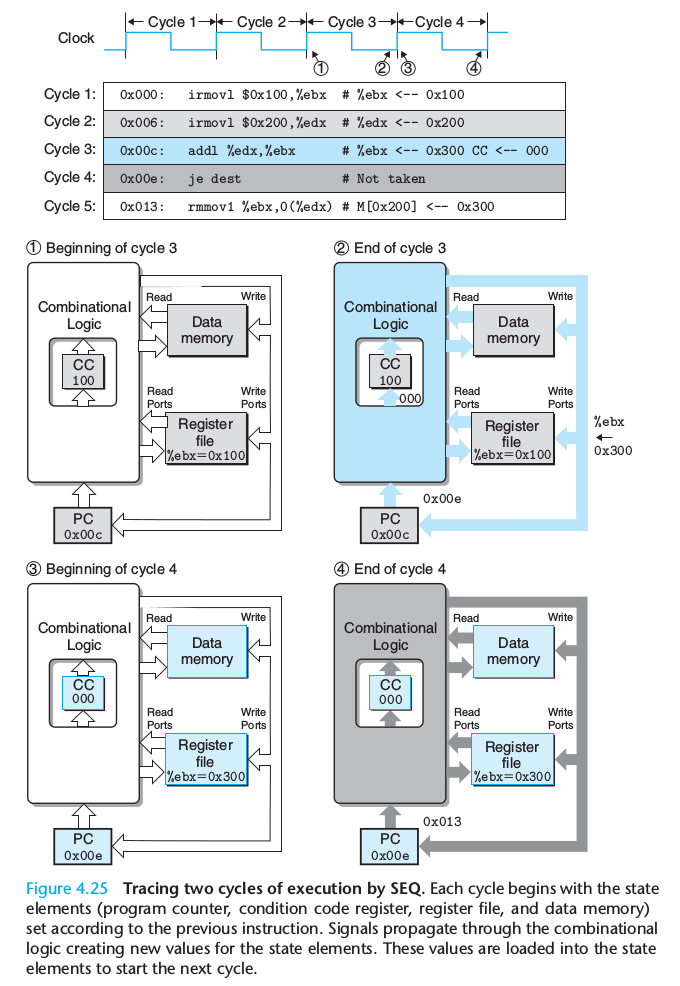 Cycle 1 Cycle 2 Cycle 3 Cycle 4
Clock
① ② ③ ④
Cycle 1: 0x000: irmovl $0x100,%ebx # %ebx <-- 0x100
Cycle 2: 0x006: irmovl $0x200,%edx # %edx <-- 0x200
Cycle 3: 0x00c: addl %edx,%ebx # %ebx <-- 0x300 CC <-- 000
Cycle 4: 0x00e: je dest # Not taken
Cycle 5: 0x013: rmmovl %ebx,0(%edx) # M[0x200] <-- 0x300
① Beginning of cycle 3
Combinational
Logic
CC
100
Read
Write
Data
memory
Read
Ports
Write
Ports
Register
file
%ebx=0x100
PC
0x00c
② End of cycle 3
Combinational
Logic
CC
100
000
Read
Write
Data
memory
Read
Ports
Write
Ports
Register
file
%ebx=0x100
%ebx
0x300
0x00e
PC
0x00c
③ Beginning of cycle 4
Combinational
Logic
CC
000
Read
Write
Data
memory
Read
Ports
Write
Ports
Register
file
%ebx=0x300
PC
0x00e
④ End of cycle 4
Combinational
Logic
CC
000
Read
Write
Data
memory
Read
Ports
Write
Ports
Register
file
%ebx=0x300
0x013
PC
0x00e
Figure 4.25 Tracing two cycles of execution by SEQ. Each cycle begins with the state
elements (program counter, condition code register, register file, and data memory)
set according to the previous instruction. Signals propagate through the combinational
logic creating new values for the state elements. These values are loaded into the state
elements to start the next cycle.